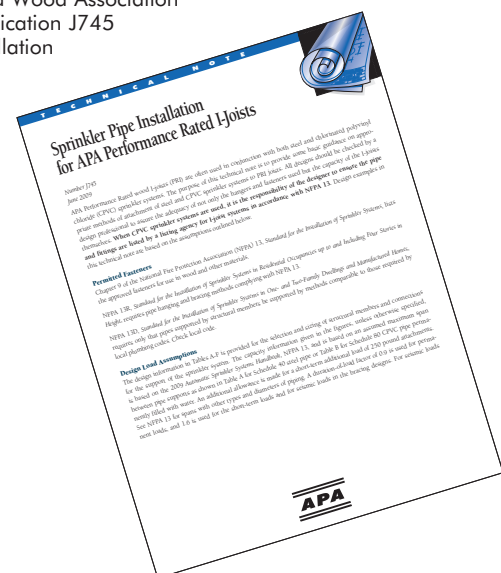 d Wood Association
ication J745
llation
TECHNICAL NOTE
Sprinkler Pipe Installation
for APA Performance Rated I-Joists
Number J745
June 2009
APA Performance Rated wood I-joists (PRI) are often used in conjunction with both steel and chlorinated polyvinyl
chloride (CPVC) sprinkler systems. The purpose of this technical note is to provide some basic guidance on appro-
priate methods of attachment of steel and CPVC sprinkler systems to PRI joists. All designs should be checked by a
design professional to ensure the adequacy of not only the hangers and fasteners used but the capacity of the I-joists
themselves. When CPVC sprinkler systems are used, it is the responsibility of the designer to ensure the pipe
and fittings are listed by a listing agency for I-joist systems in accordance with NFPA 13. Design examples in
this technical note are based on the assumptions outlined below.
Permitted Fasteners
Chapter 9 of the National Fire Protection Association (NFPA) 13, Standard for the Installation of Sprinkler Systems, lists
the approved fasteners for use in wood and other materials.
NFPA 13R, Standard for the Installation of Sprinkler Systems in Residential Occupancies up to and Including Four Stories in
Height, requires pipe hanging and bracing methods complying with NFPA 13.
NFPA 13D, Standard for the Installation of Sprinkler Systems in One- and Two-Family Dwellings and Manufactured Homes,
requires only that pipes supported by structural members be supported by methods comparable to those required by
local plumbing codes. Check local code.
Design Load Assumptions
The design information in Tables A-F is provided for the selection and sizing of structural members and connections
for the support of the sprinkler system. The capacity information given in the figures, unless otherwise specified,
is based on the 2009 Automatic Sprinkler Systems Handbook, NFPA 13, and is based on an assumed maximum span
between pipe supports as shown in Table A for Schedule 40 steel pipe or Table B for Schedule 80 CPVC pipe perma-
nently filled with water. An additional allowance is made for a short-term additional load of 250 pound attachments.
See NFPA 13 for spans with other types and diameters of piping. A duration of load factor of 0.9 is used for perma-
nent loads, and 1.6 is used for the short-term loads and for seismic loads in the bracing designs. For seismic loads
APA